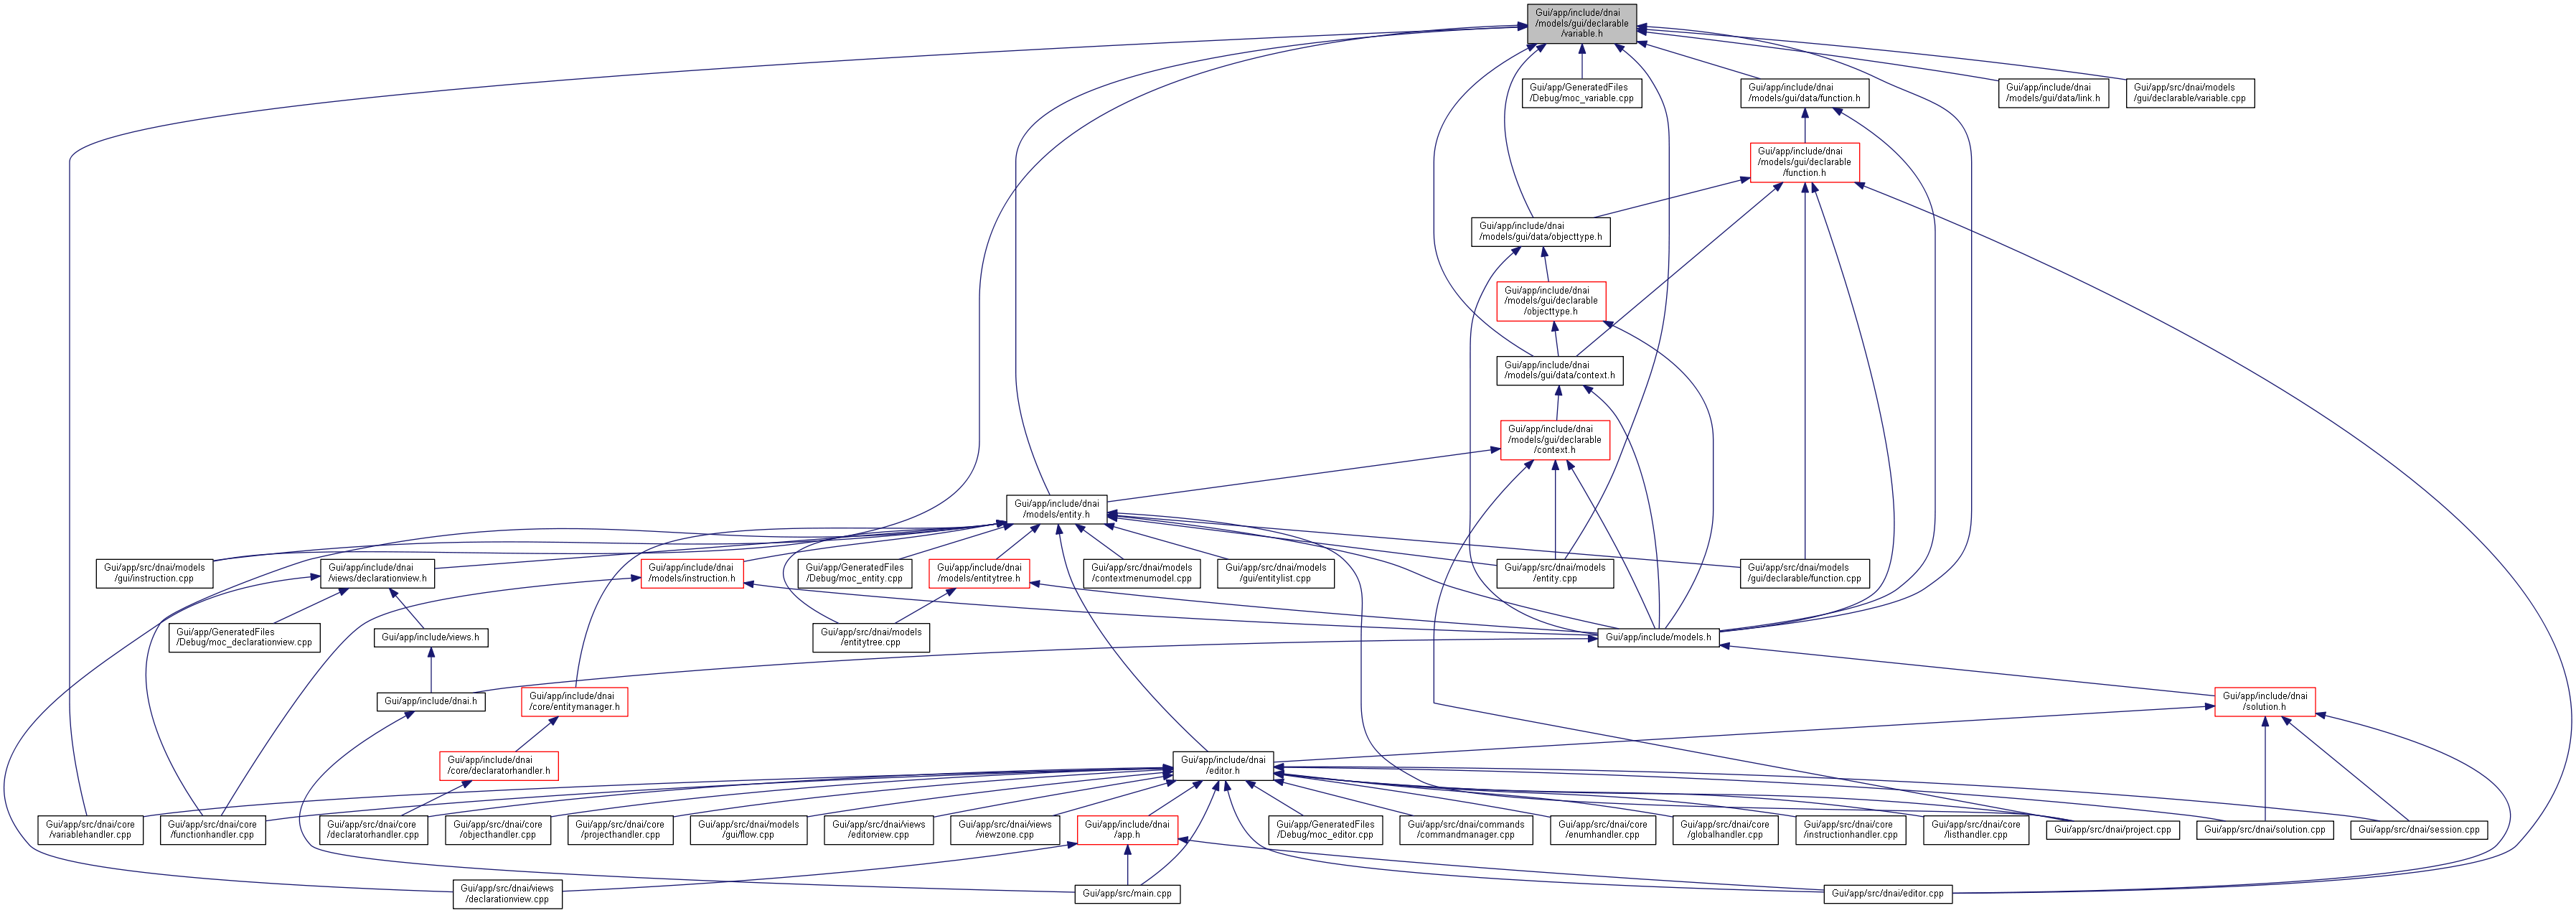 Gui/app/include/dnai
/models/gui/declarable
/variable.h
Gui/app/GeneratedFiles
/Debug/moc_variable.cpp
Gui/app/include/dnai
/models/gui/data/function.h
Gui/app/include/dnai
/models/gui/data/link.h
Gui/app/src/dnai/models
/gui/declarable/variable.cpp
Gui/app/include/dnai
/models/gui/declarable
/function.h
Gui/app/include/dnai
/models/gui/data/objecttype.h
Gui/app/include/dnai
/models/gui/declarable
/objecttype.h
Gui/app/include/dnai
/models/gui/data/context.h
Gui/app/include/dnai
/models/gui/declarable
/context.h
Gui/app/include/dnai
/models/entity.h
Gui/app/src/dnai/models
/gui/instruction.cpp
Gui/app/include/dnai
/views/declarationview.h
Gui/app/include/dnai
/models/instruction.h
Gui/app/GeneratedFiles
/Debug/moc_entity.cpp
Gui/app/include/dnai
/models/entitytree.h
Gui/app/src/dnai/models
/contextmenumodel.cpp
Gui/app/src/dnai/models
/gui/entitylist.cpp
Gui/app/src/dnai/models
/entity.cpp
Gui/app/src/dnai/models
/gui/declarable/function.cpp
Gui/app/GeneratedFiles
/Debug/moc_declarationview.cpp
Gui/app/include/views.h
Gui/app/src/dnai/models
/entitytree.cpp
Gui/app/include/models.h
Gui/app/include/dnai.h
Gui/app/include/dnai
/core/entitymanager.h
Gui/app/include/dnai
/solution.h
Gui/app/include/dnai
/core/declaratorhandler.h
Gui/app/include/dnai
/editor.h
Gui/app/src/dnai/core
/variablehandler.cpp
Gui/app/src/dnai/core
/functionhandler.cpp
Gui/app/src/dnai/core
/declaratorhandler.cpp
Gui/app/src/dnai/core
/objecthandler.cpp
Gui/app/src/dnai/core
/projecthandler.cpp
Gui/app/src/dnai/models
/gui/flow.cpp
Gui/app/src/dnai/views
/editorview.cpp
Gui/app/src/dnai/views
/viewzone.cpp
Gui/app/include/dnai
/app.h
Gui/app/GeneratedFiles
/Debug/moc_editor.cpp
Gui/app/src/dnai/commands
/commandmanager.cpp
Gui/app/src/dnai/core
/enumhandler.cpp
Gui/app/src/dnai/core
/globalhandler.cpp
Gui/app/src/dnai/core
/instructionhandler.cpp
Gui/app/src/dnai/core
/listhandler.cpp
Gui/app/src/dnai/project.cpp
Gui/app/src/dnai/solution.cpp
Gui/app/src/dnai/session.cpp
Gui/app/src/dnai/views
/declarationview.cpp
Gui/app/src/main.cpp
Gui/app/src/dnai/editor.cpp